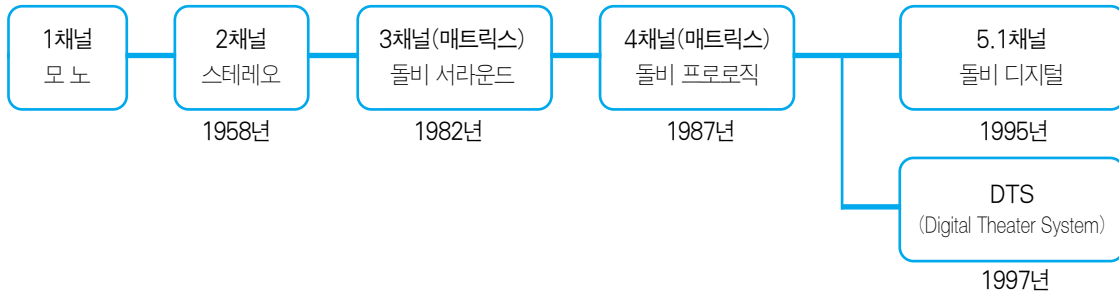 1채널
모 노
2채널
스테레오
1958년
3채널(매트릭스)
돌비 서라운드
1982년
4채널(매트릭스)
돌비 프로로직
1987년
5.1채널
돌비 디지털
1995년
DTS
(Digital Theater System)
1997년